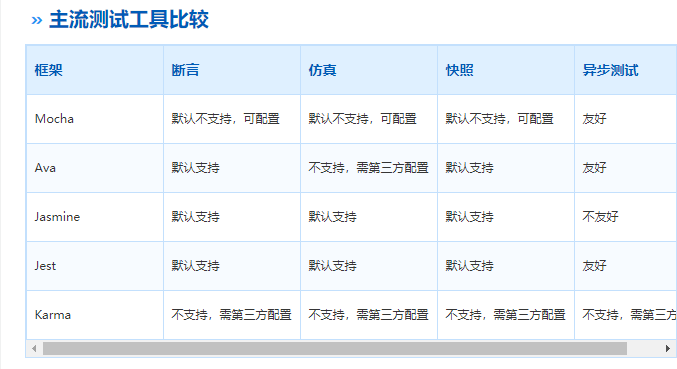 » 主流测试工具比较
框架 断言 仿真 快照 异步测试
Mocha 默认不支持，可配置 默认不支持，可配置 默认不支持，可配置 友好
Ava 默认支持 不支持，需第三方配置 默认支持 友好
Jasmine 默认支持 默认支持 默认支持 不友好
Jest 默认支持 默认支持 默认支持 友好
Karma 不支持，需第三方配置 不支持，需第三方配置 不支持，需第三方配置 不支持，需第三方